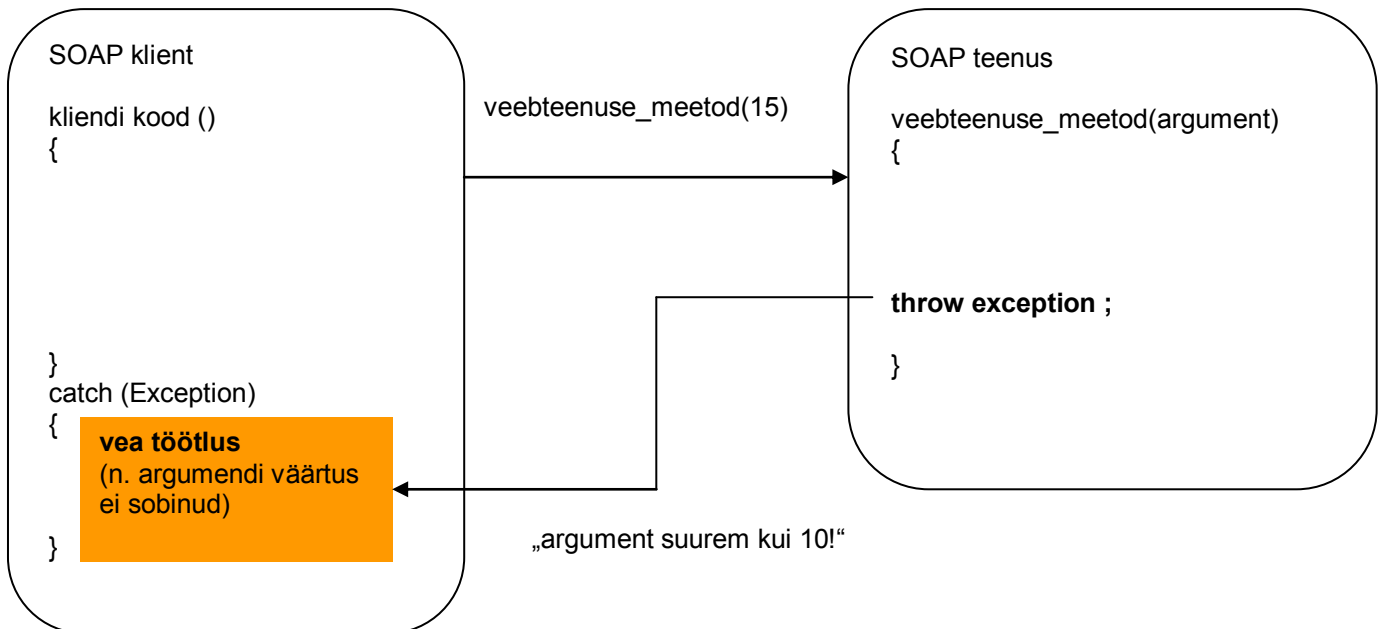 SOAP klient
kliendi kood ()
{
}
catch (Exception)
{
vea töötlus
(n. argumendi väärtus
ei sobinud)
}
veebteenuse_meetod(15)
„argument suurem kui 10!“
SOAP teenus
veebteenuse_meetod(argument)
{
throw exception ;
}